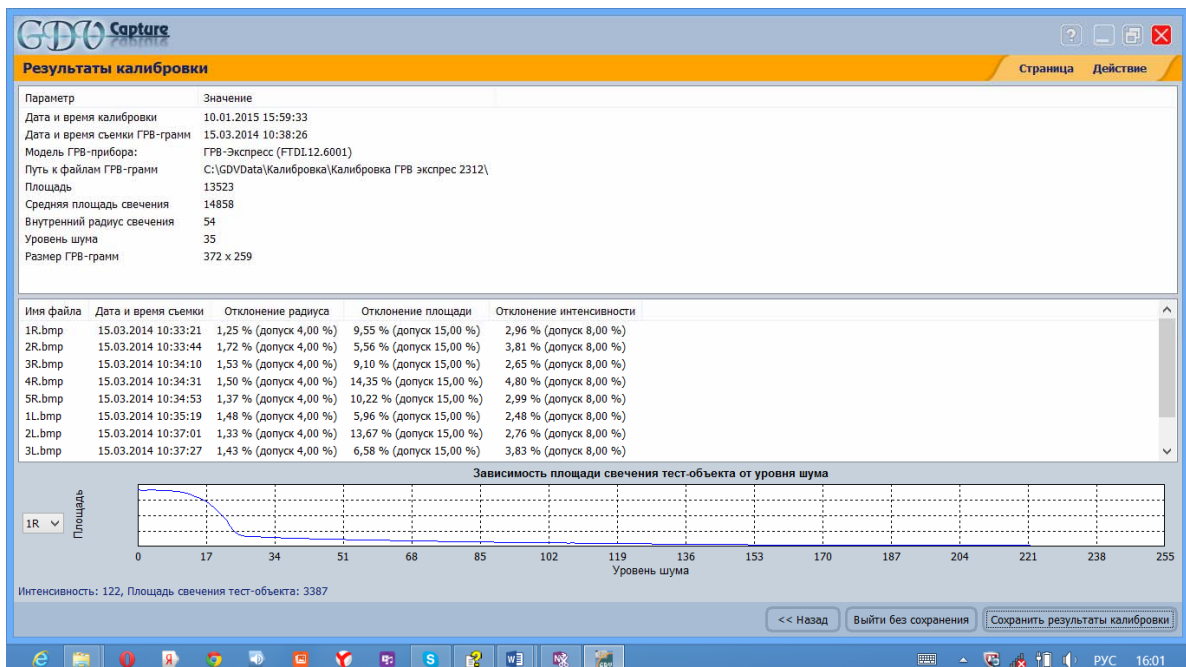 GDV Capture
Результаты калибровки
Страница Действие
Параметр Значение
Дата и время калибровки 10.01.2015 15:59:33
Дата и время съемки ГРВ-грамм 15.03.2014 10:38:26
Модель ГРВ-прибора: ГРВ-Экспресс (FTDI.12.6001)
Путь к файлам ГРВ-грамм C:\GDVData\Калибровка\Калибровка ГРВ экспрес 2312\
Площадь 13523
Средняя площадь свечения 14858
Внутренний радиус свечения 54
Уровень шума 35
Размер ГРВ-грамм 372 x 259
Имя файла Дата и время съемки Отклонение радиуса Отклонение площади Отклонение интенсивности
1R.bmp 15.03.2014 10:33:21 1,25 % (допуск 4,00 %) 9,55 % (допуск 15,00 %) 2,96 % (допуск 8,00 %)
2R.bmp 15.03.2014 10:33:44 1,72 % (допуск 4,00 %) 5,56 % (допуск 15,00 %) 3,81 % (допуск 8,00 %)
3R.bmp 15.03.2014 10:34:10 1,53 % (допуск 4,00 %) 9,10 % (допуск 15,00 %) 2,65 % (допуск 8,00 %)
4R.bmp 15.03.2014 10:34:31 1,50 % (допуск 4,00 %) 14,35 % (допуск 15,00 %) 4,80 % (допуск 8,00 %)
5R.bmp 15.03.2014 10:34:53 1,37 % (допуск 4,00 %) 10,22 % (допуск 15,00 %) 2,99 % (допуск 8,00 %)
1L.bmp 15.03.2014 10:35:19 1,48 % (допуск 4,00 %) 5,96 % (допуск 15,00 %) 2,48 % (допуск 8,00 %)
2L.bmp 15.03.2014 10:37:01 1,33 % (допуск 4,00 %) 13,67 % (допуск 15,00 %) 2,76 % (допуск 8,00 %)
3L.bmp 15.03.2014 10:37:27 1,43 % (допуск 4,00 %) 6,58 % (допуск 15,00 %) 3,83 % (допуск 8,00 %)
Зависимость площади свечения тест-объекта от уровня шума
1R
Площадь
0 17 34 51 68 85 102 119 136 153 170 187 204 221 238 255
Уровень шума
Интенсивность: 122, Площадь свечения тест-объекта: 3387
<< Назад Выйти без сохранения Сохранить результаты калибровки
РУС 16:01